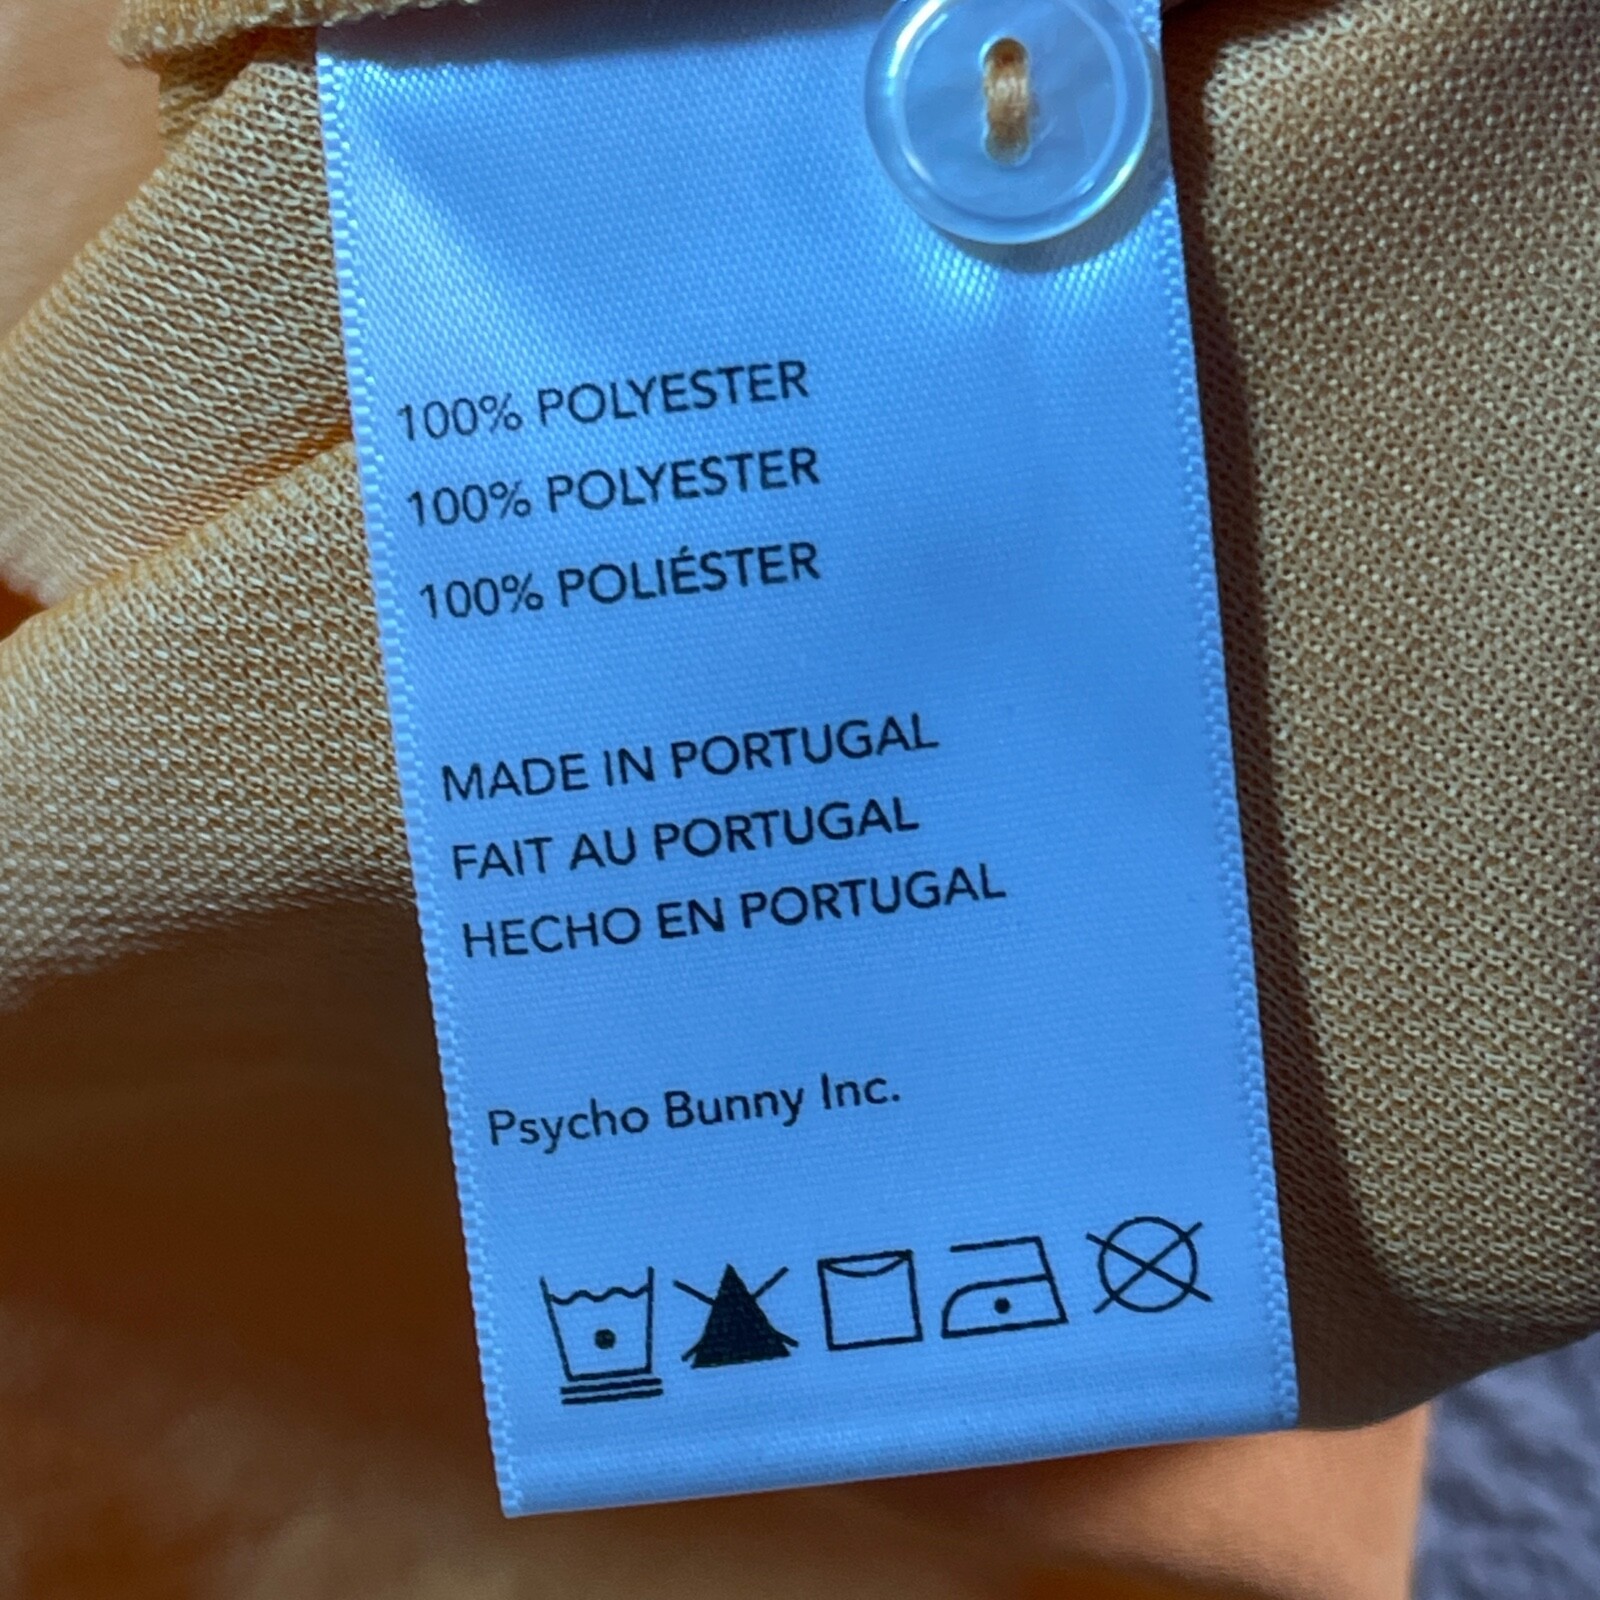 100% POLYESTER
100% POLYESTER
100% POLIÉSTER
MADE IN PORTUGAL
FAIT AU PORTUGAL
HECHO EN PORTUGAL
Psycho Bunny Inc.